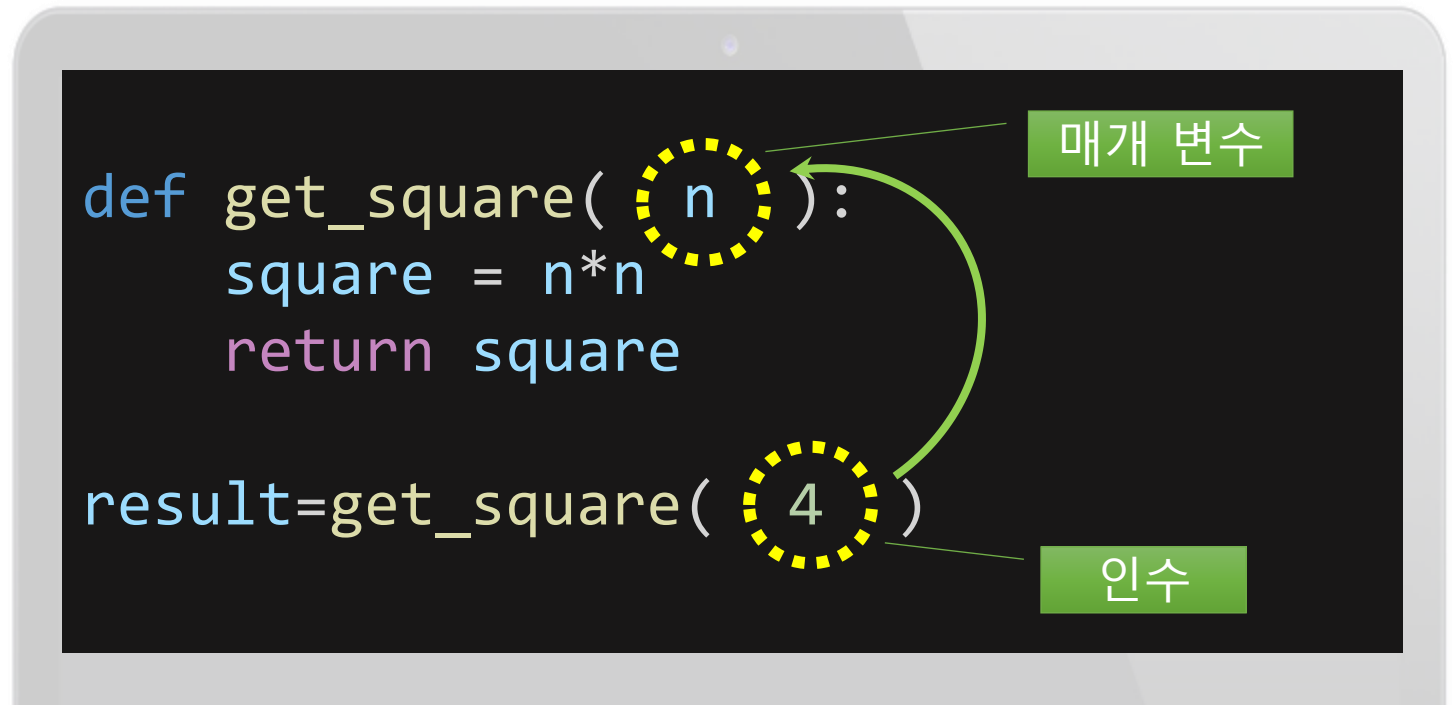 매개 변수
def get_square( n ):
    square = n*n
    return square
result=get_square( 4 )
인수